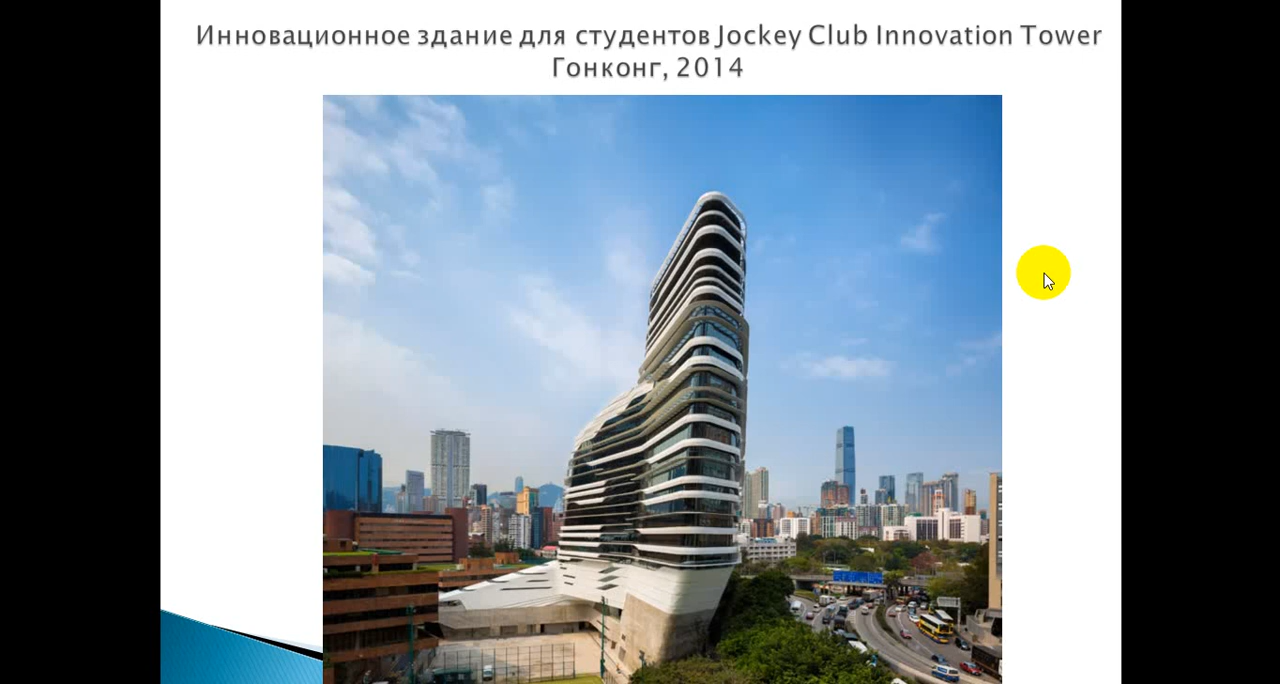 Инновационное здание для студентов Jockey Club Innovation Tower
Гонконг, 2014